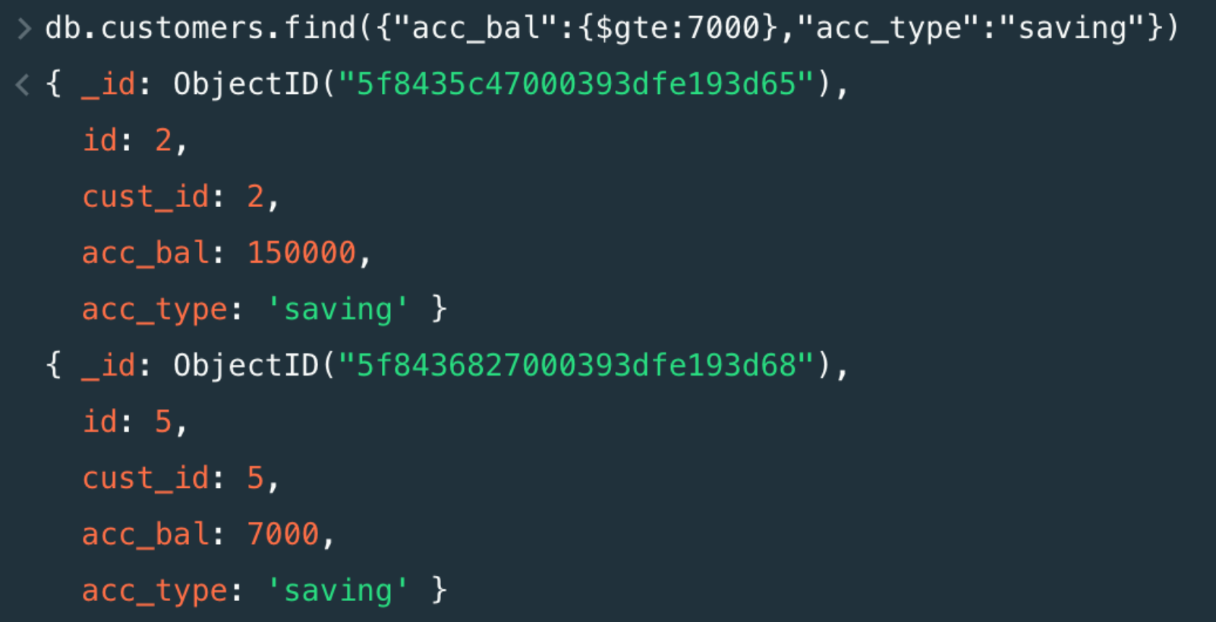 > db.customers.find({"acc_bal":{$gte:7000},"acc_type":"saving"})
< { _id: ObjectID("5f8435c47000393dfe193d65"),
id: 2,
cust_id: 2,
acc_bal: 150000,
acc_type: 'saving' }
{ _id: ObjectID("5f8436827000393dfe193d68"),
id: 5,
cust_id: 5,
acc_bal: 7000,
acc_type: 'saving' }